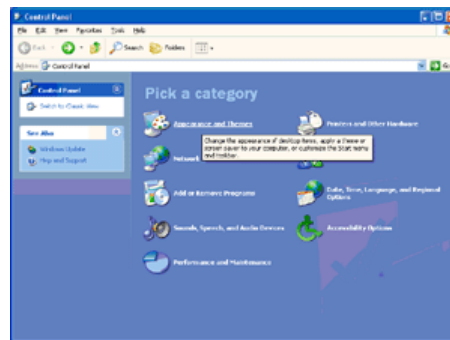 Control Panel
File Edit View Favorites Tools Help
Back Search Folders
Address Control Panel Go
Control Panel
Switch to Classic View
See Also
Windows Update
Help and Support
Pick a category
Appearance and Themes
Printers and Other Hardware
Change the appearance of desktop items, apply a theme or
screen saver to your computer, or customize the Start menu
and taskbar.
Network
Add or Remove Programs
Date, Time, Language, and Regional
Options
Sounds, Speech, and Audio Devices
Accessibility Options
Performance and Maintenance